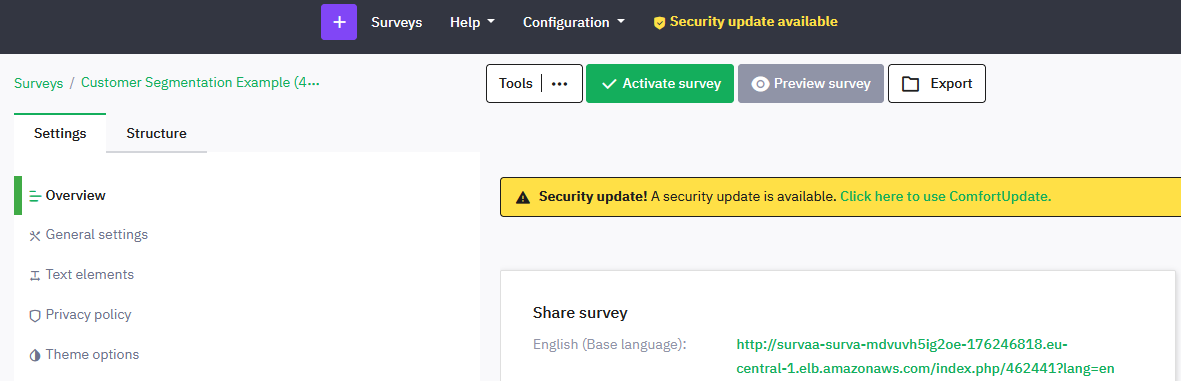 + Surveys Help Configuration Security update available
Surveys / Customer Segmentation Example (4···
Tools ··· Activate survey Preview survey Export
Settings Structure
Overview
General settings
Text elements
Privacy policy
Theme options
Security update! A security update is available. Click here to use ComfortUpdate.
Share survey
English (Base language): http://survaa-surva-mdvuvh5ig2oe-176246818.eu-
central-1.elb.amazonaws.com/index.php/462441?lang=en